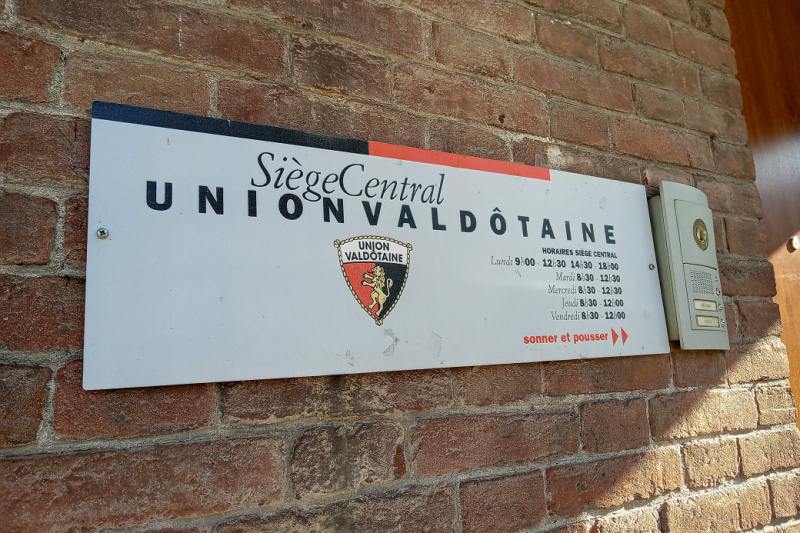 SiègeCentral
UNIONVALDÔTAINE
UNION
VALDÔTAINE
HORAIRES SIÈGE CENTRAL
Lundi 9h00 - 12h30 14h30 - 18h00
Mardi 8h30 - 12h30
Mercredi 8h30 - 12h30
Jeudi 8h30 - 12h00
Vendredi 8h30 - 12h00
sonner et pousser